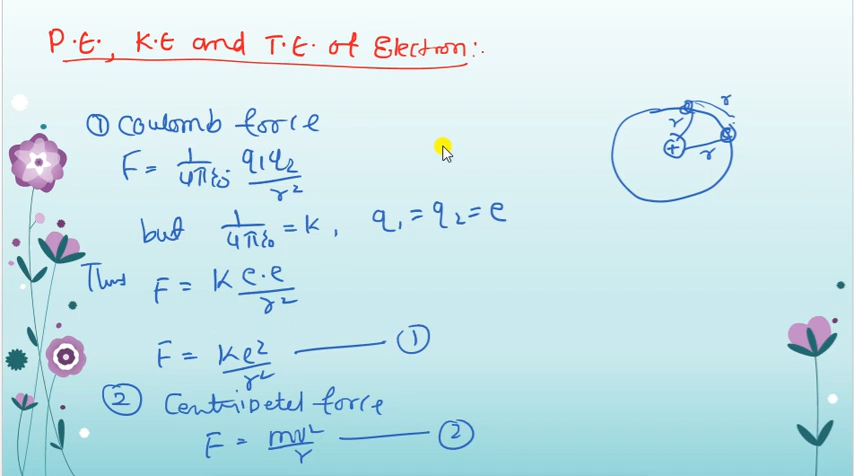 P.E., K.E and T.E. of Electron:.
① Coulomb force
F = 1/4πε₀ . q₁q₂/r²
but 1/4πε₀ = K, q₁ = q₂ = e
Thus F = K e.e/r²
F = Ke²/r² ——— ①
② Centripetel force
F = mv²/r ——— ②
r
r
+
e
r